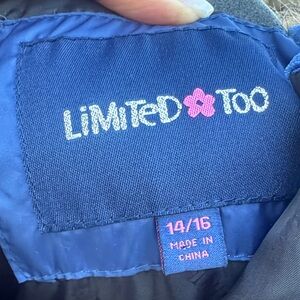 LiMiTeD TOO
14/16
MADE IN
CHINA